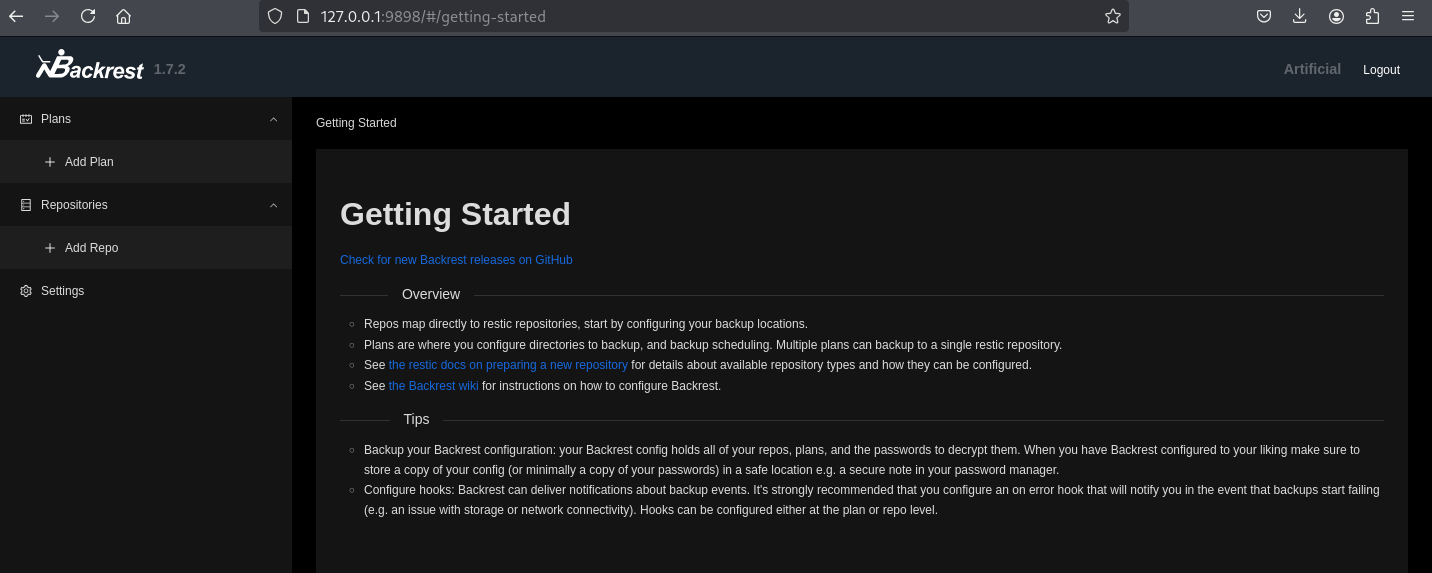 127.0.0.1:9898/#/getting-started
Backrest 1.7.2
Artificial
Logout
Plans
Add Plan
Repositories
Add Repo
Settings
Getting Started
Getting Started
Check for new Backrest releases on GitHub
Overview
Repos map directly to restic repositories, start by configuring your backup locations.
Plans are where you configure directories to backup, and backup scheduling. Multiple plans can backup to a single restic repository.
See the restic docs on preparing a new repository for details about available repository types and how they can be configured.
See the Backrest wiki for instructions on how to configure Backrest.
Tips
Backup your Backrest configuration: your Backrest config holds all of your repos, plans, and the passwords to decrypt them. When you have Backrest configured to your liking make sure to
store a copy of your config (or minimally a copy of your passwords) in a safe location e.g. a secure note in your password manager.
Configure hooks: Backrest can deliver notifications about backup events. It's strongly recommended that you configure an on error hook that will notify you in the event that backups start failing
(e.g. an issue with storage or network connectivity). Hooks can be configured either at the plan or repo level.